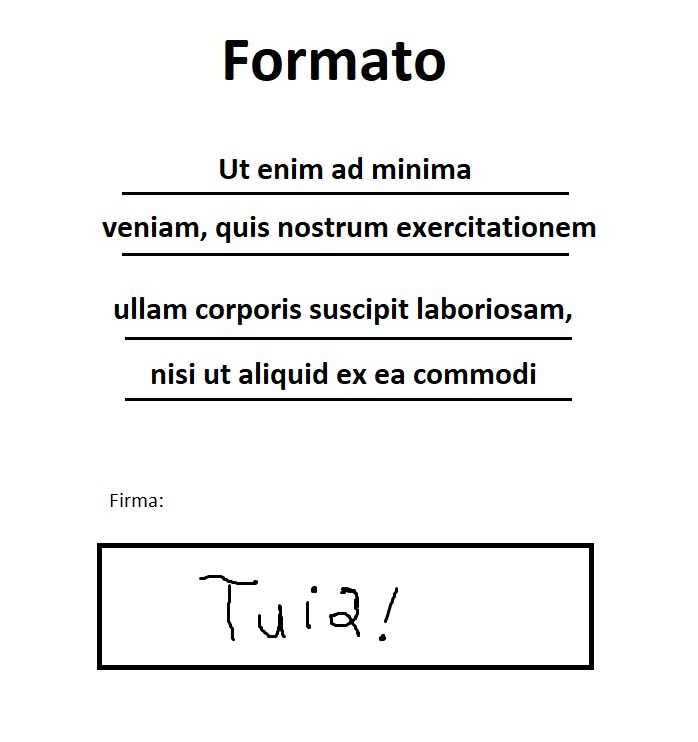 Formato
Ut enim ad minima
veniam, quis nostrum exercitationem
ullam corporis suscipit laboriosam,
nisi ut aliquid ex ea commodi
Firma:
Tuia!